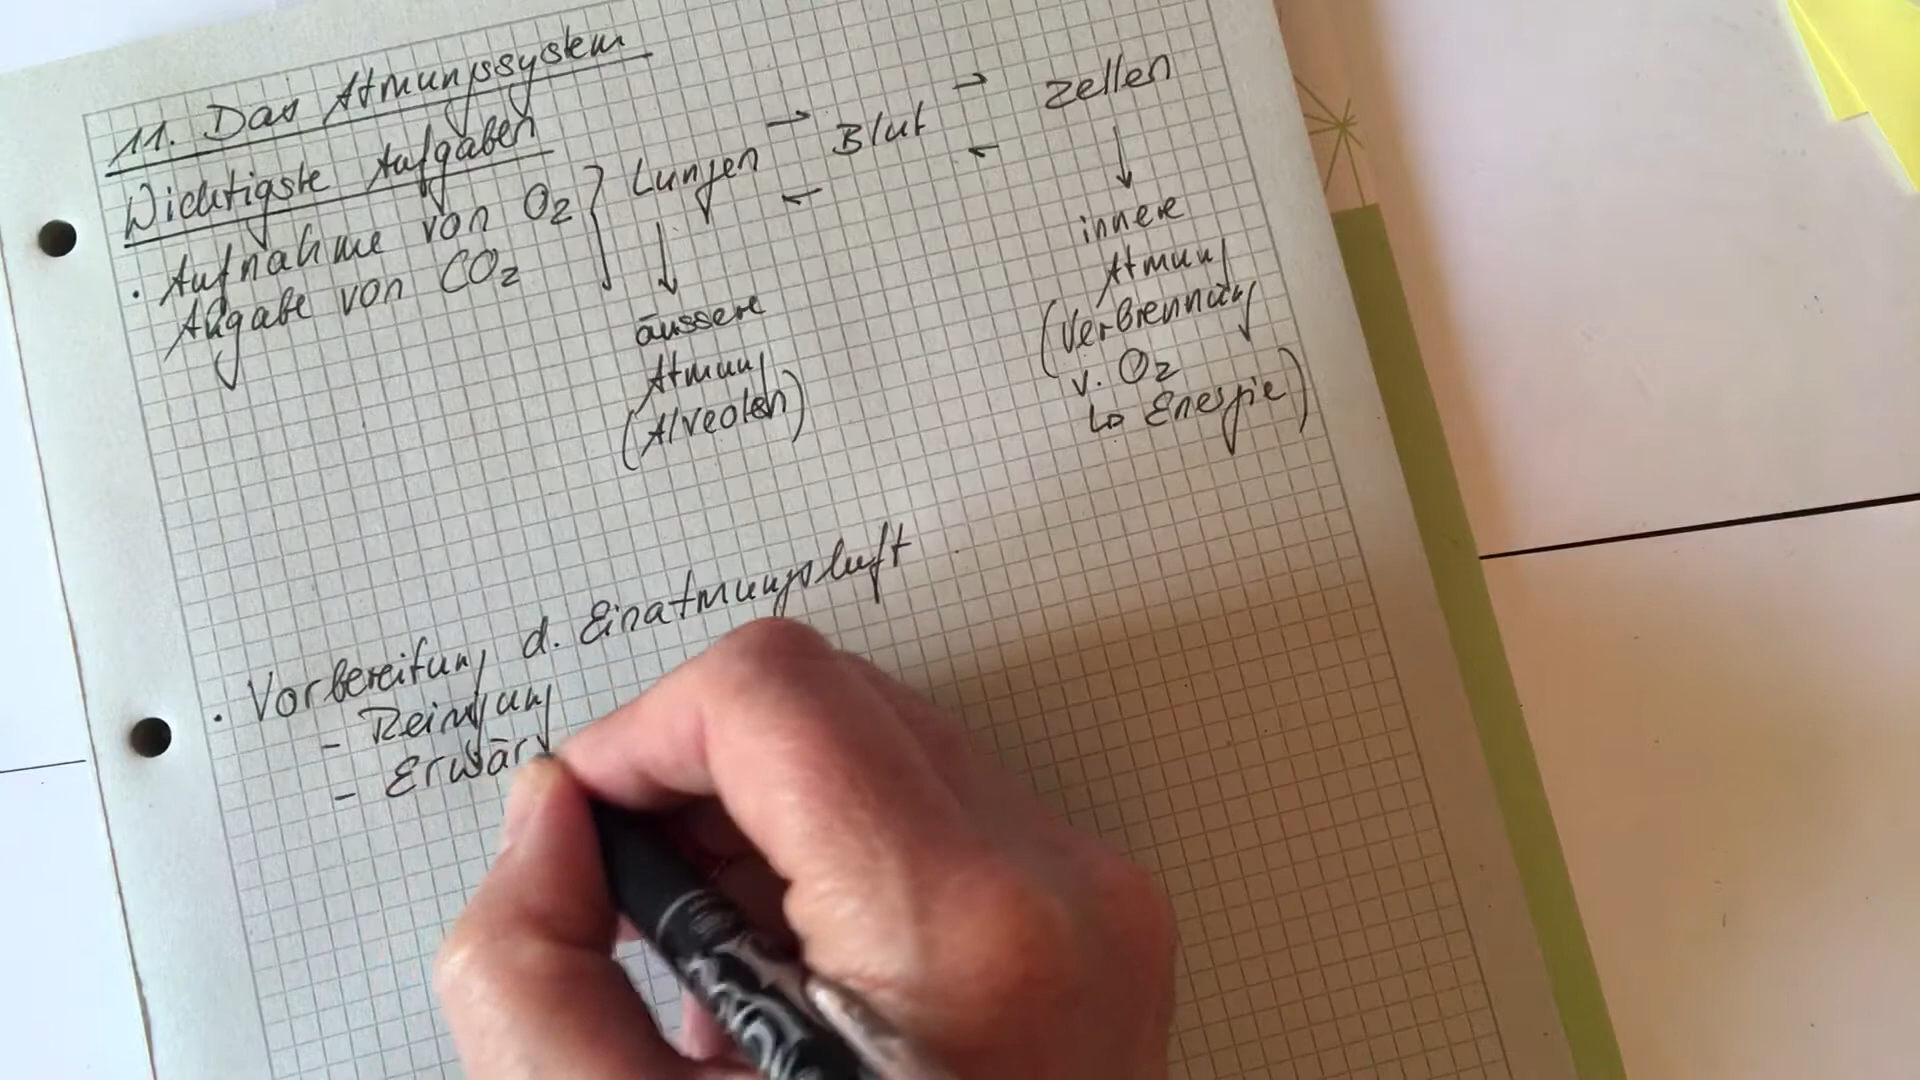 11. Das Atmungssystem
Wichtigste Aufgaben
· Aufnahme von O2 } Lungen → Blut → Zellen
Abgabe von CO2 ← ←
↓
äussere
Atmung
(Alveolen)
↓
innere
Atmung
(Verbrennung
v. O2
↳ Energie)
· Vorbereitung d. Einatmungsluft
- Reinigung
- Erwär